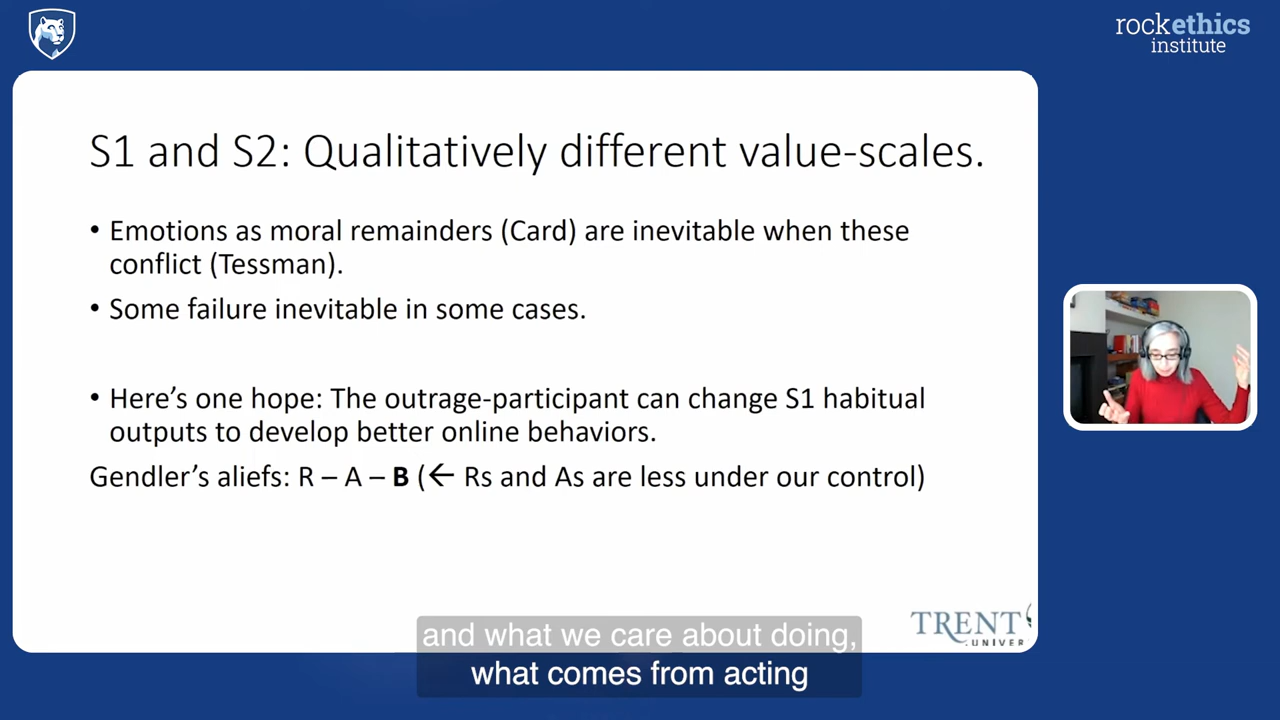 rockethics
institute
S1 and S2: Qualitatively different value-scales.
• Emotions as moral remainders (Card) are inevitable when these
conflict (Tessman).
• Some failure inevitable in some cases.
• Here’s one hope: The outrage-participant can change S1 habitual
outputs to develop better online behaviors.
Gendler’s aliefs: R – A – B (← Rs and As are less under our control)
TRENT
UNIVER
and what we care about doing,
what comes from acting